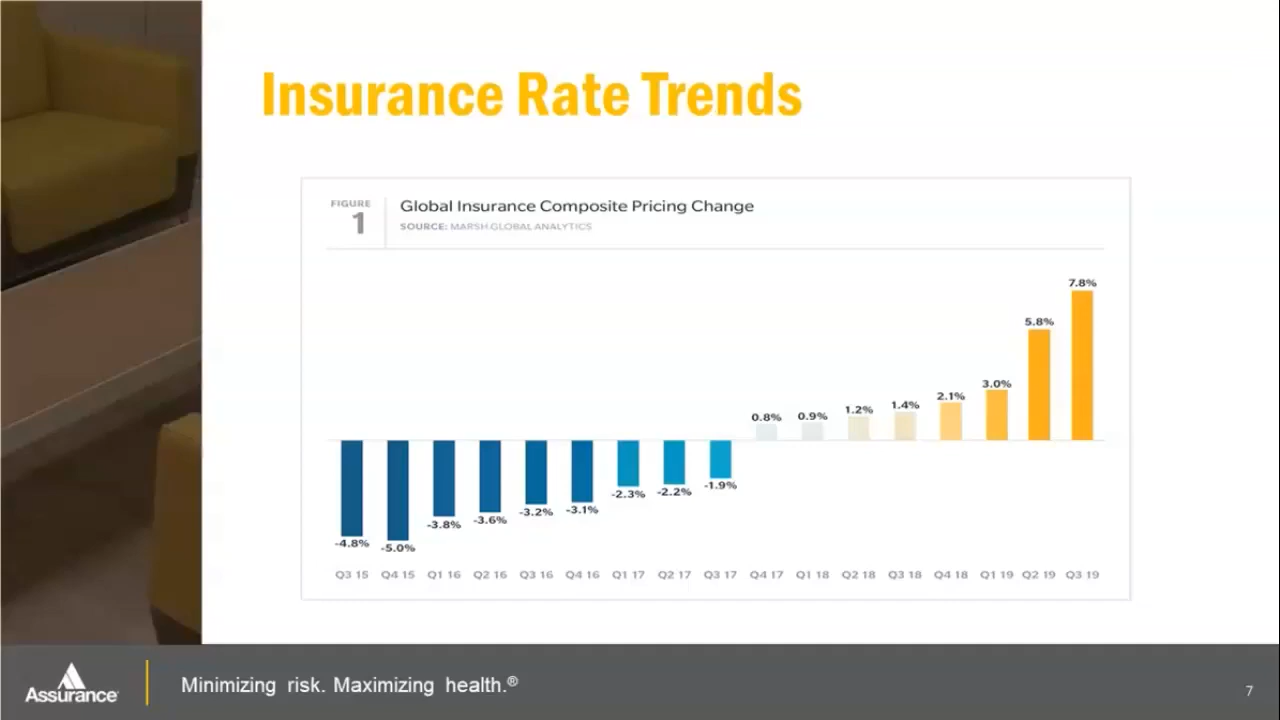 Insurance Rate Trends
FIGURE
1
Global Insurance Composite Pricing Change
SOURCE: MARSH GLOBAL ANALYTICS
7.8%
5.8%
3.0%
2.1%
1.4%
1.2%
0.9%
0.8%
-1.9%
-2.2%
-2.3%
-3.1%
-3.2%
-3.6%
-3.8%
-4.8%
-5.0%
Q3 15 Q4 15 Q1 16 Q2 16 Q3 16 Q4 16 Q1 17 Q2 17 Q3 17 Q4 17 Q1 18 Q2 18 Q3 18 Q4 18 Q1 19 Q2 19 Q3 19
Assurance
Minimizing risk. Maximizing health.®
7